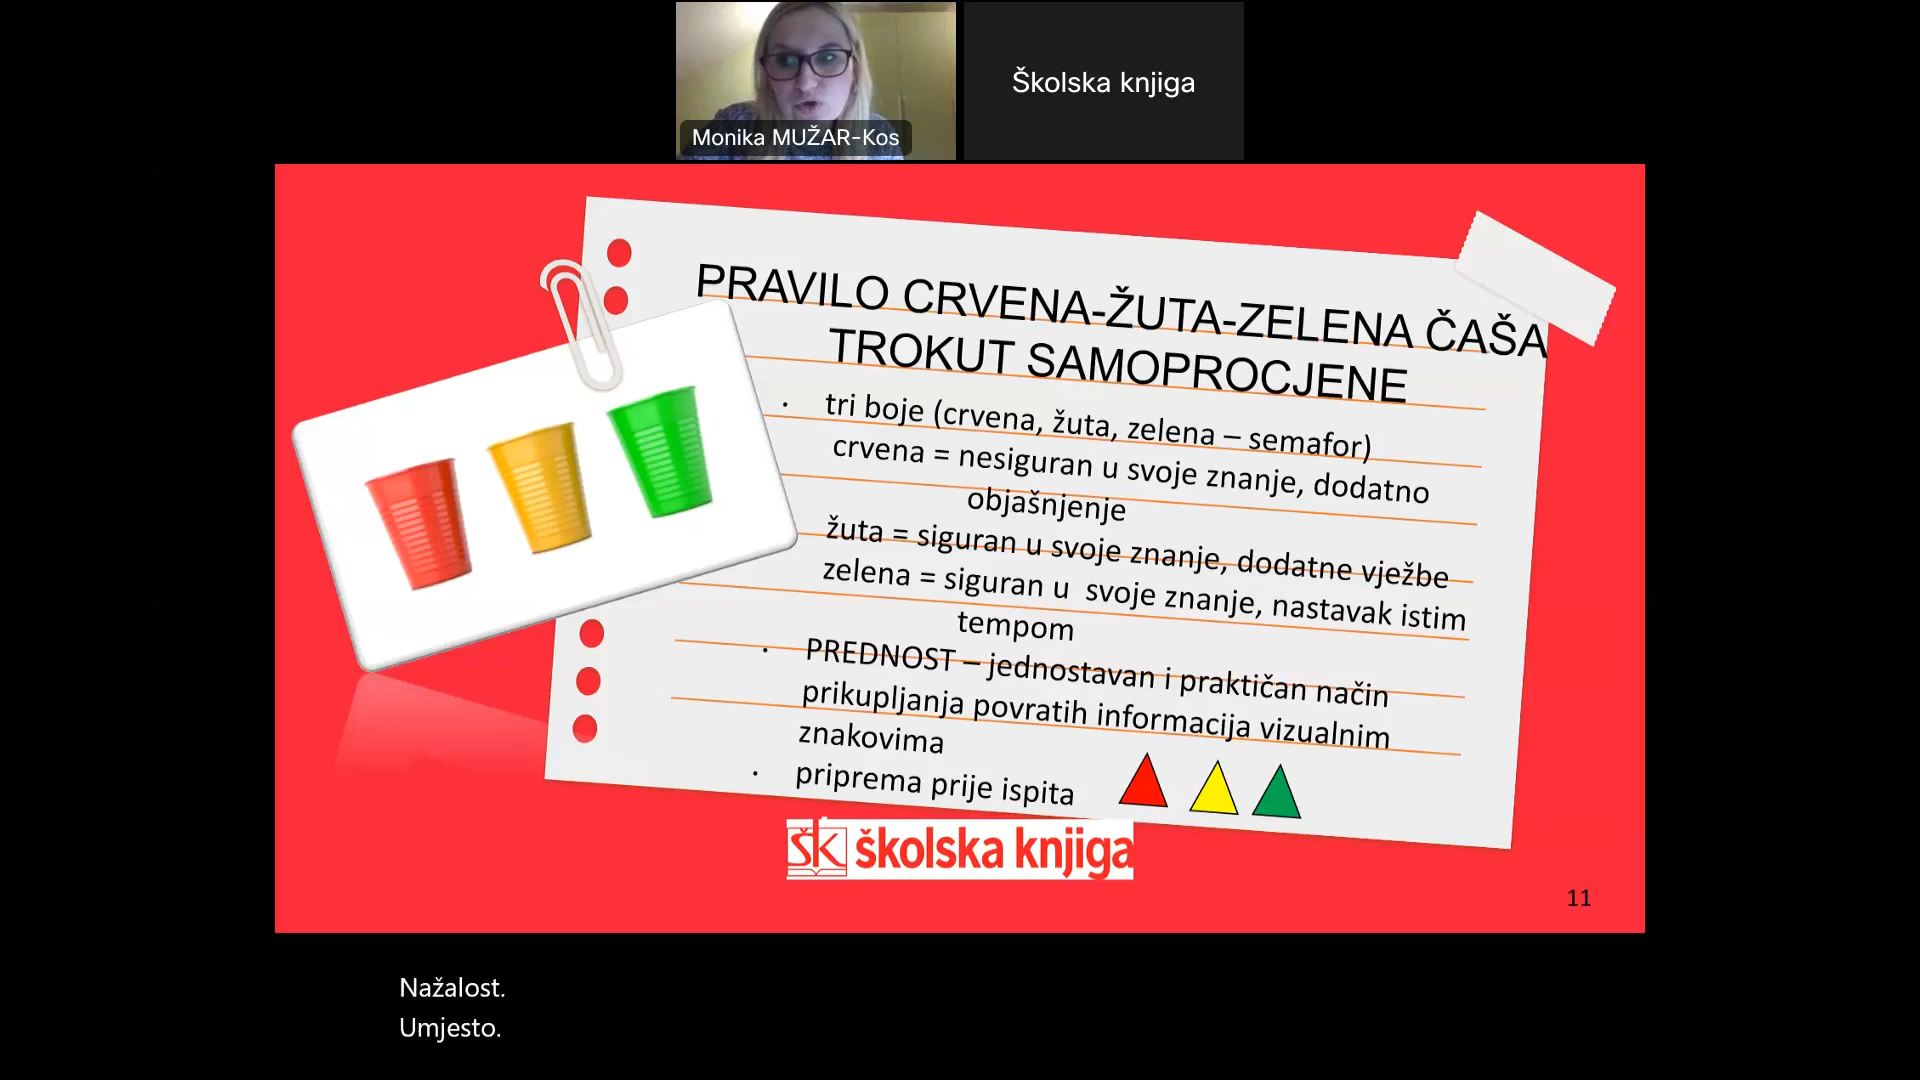 Školska knjiga
Monika MUŽAR-Kos
PRAVILO CRVENA-ŽUTA-ZELENA ČAŠA
TROKUT SAMOPROCJENE
• tri boje (crvena, žuta, zelena – semafor)
crvena = nesiguran u svoje znanje, dodatno
objašnjenje
žuta = siguran u svoje znanje, dodatne vježbe
zelena = siguran u svoje znanje, nastavak istim
tempom
• PREDNOST – jednostavan i praktičan način
prikupljanja povratih informacija vizualnim
znakovima
• priprema prije ispita
ŠK školska knjiga
11
Nažalost.
Umjesto.